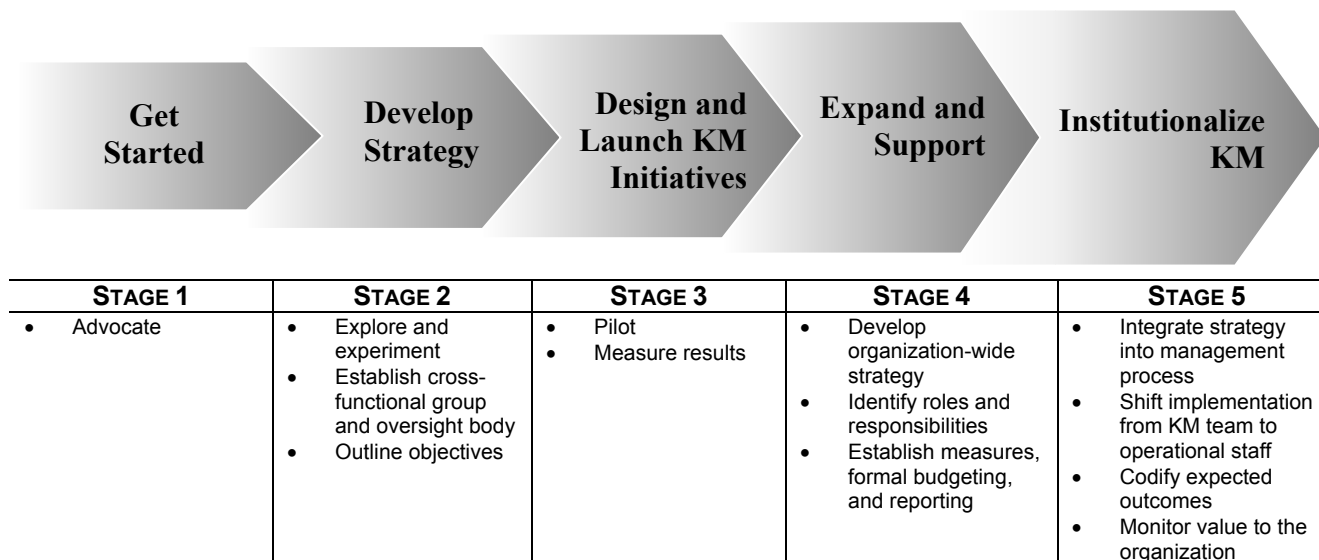 Get
Started
Develop
Strategy
Design and
Launch KM
Initiatives
Expand and
Support
Institutionalize
KM
STAGE 1
• Advocate
STAGE 2
• Explore and
experiment
• Establish cross-
functional group
and oversight body
• Outline objectives
STAGE 3
• Pilot
• Measure results
STAGE 4
• Develop
organization-wide
strategy
• Identify roles and
responsibilities
• Establish measures,
formal budgeting,
and reporting
STAGE 5
• Integrate strategy
into management
process
• Shift implementation
from KM team to
operational staff
• Codify expected
outcomes
• Monitor value to the
organization